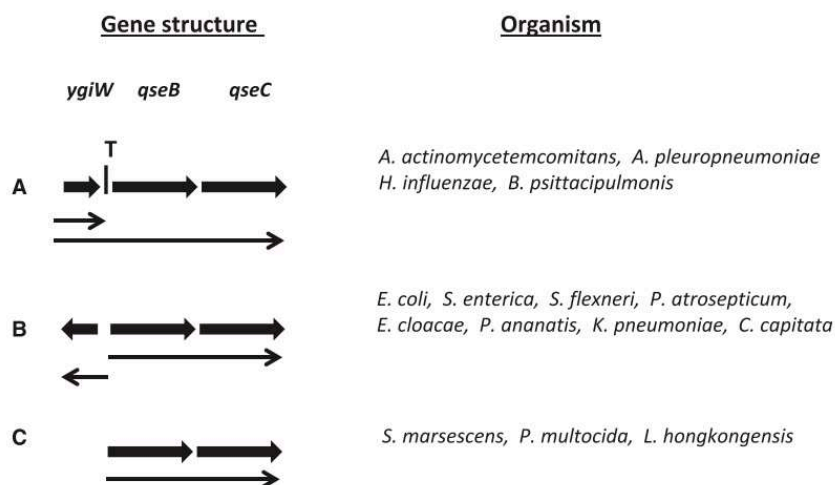 Gene structure Organism
ygiW qseB qseC
T
A
A. actinomycetemcomitans, A. pleuropneumoniae
H. influenzae, B. psittacipulmonis
B
E. coli, S. enterica, S. flexneri, P. atrosepticum,
E. cloacae, P. ananatis, K. pneumoniae, C. capitata
C
S. marsescens, P. multocida, L. hongkongensis